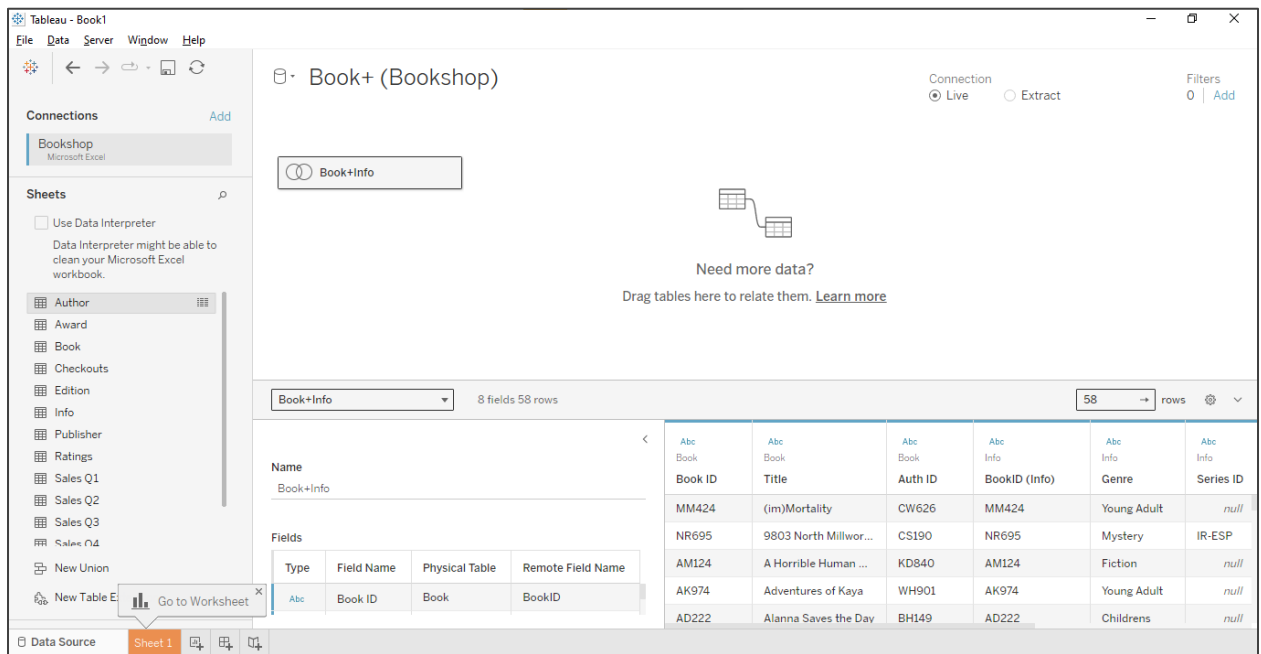 Tableau - Book1
File Data Server Window Help
Book+ (Bookshop)
Connection
Live Extract
Filters
0 Add
Connections Add
Bookshop
Microsoft Excel
Sheets
Use Data Interpreter
Data Interpreter might be able to
clean your Microsoft Excel
workbook.
Author
Award
Book
Checkouts
Edition
Info
Publisher
Ratings
Sales Q1
Sales Q2
Sales Q3
Sales Q4
New Union
New Table E
Go to Worksheet
Book+Info
Need more data?
Drag tables here to relate them. Learn more
Book+Info 8 fields 58 rows 58 rows
Name
Book+Info
Fields
Type Field Name Physical Table Remote Field Name
Abc Book ID Book BookID
Abc Abc Abc Abc Abc Abc
Book Book Book Info Info Info
Book ID Title Auth ID BookID (Info) Genre Series ID
MM424 (im)Mortality CW626 MM424 Young Adult null
NR695 9803 North Millwor... CS190 NR695 Mystery IR-ESP
AM124 A Horrible Human ... KD840 AM124 Fiction null
AK974 Adventures of Kaya WH901 AK974 Young Adult null
AD222 Alanna Saves the Day BH149 AD222 Childrens null
Data Source Sheet 1